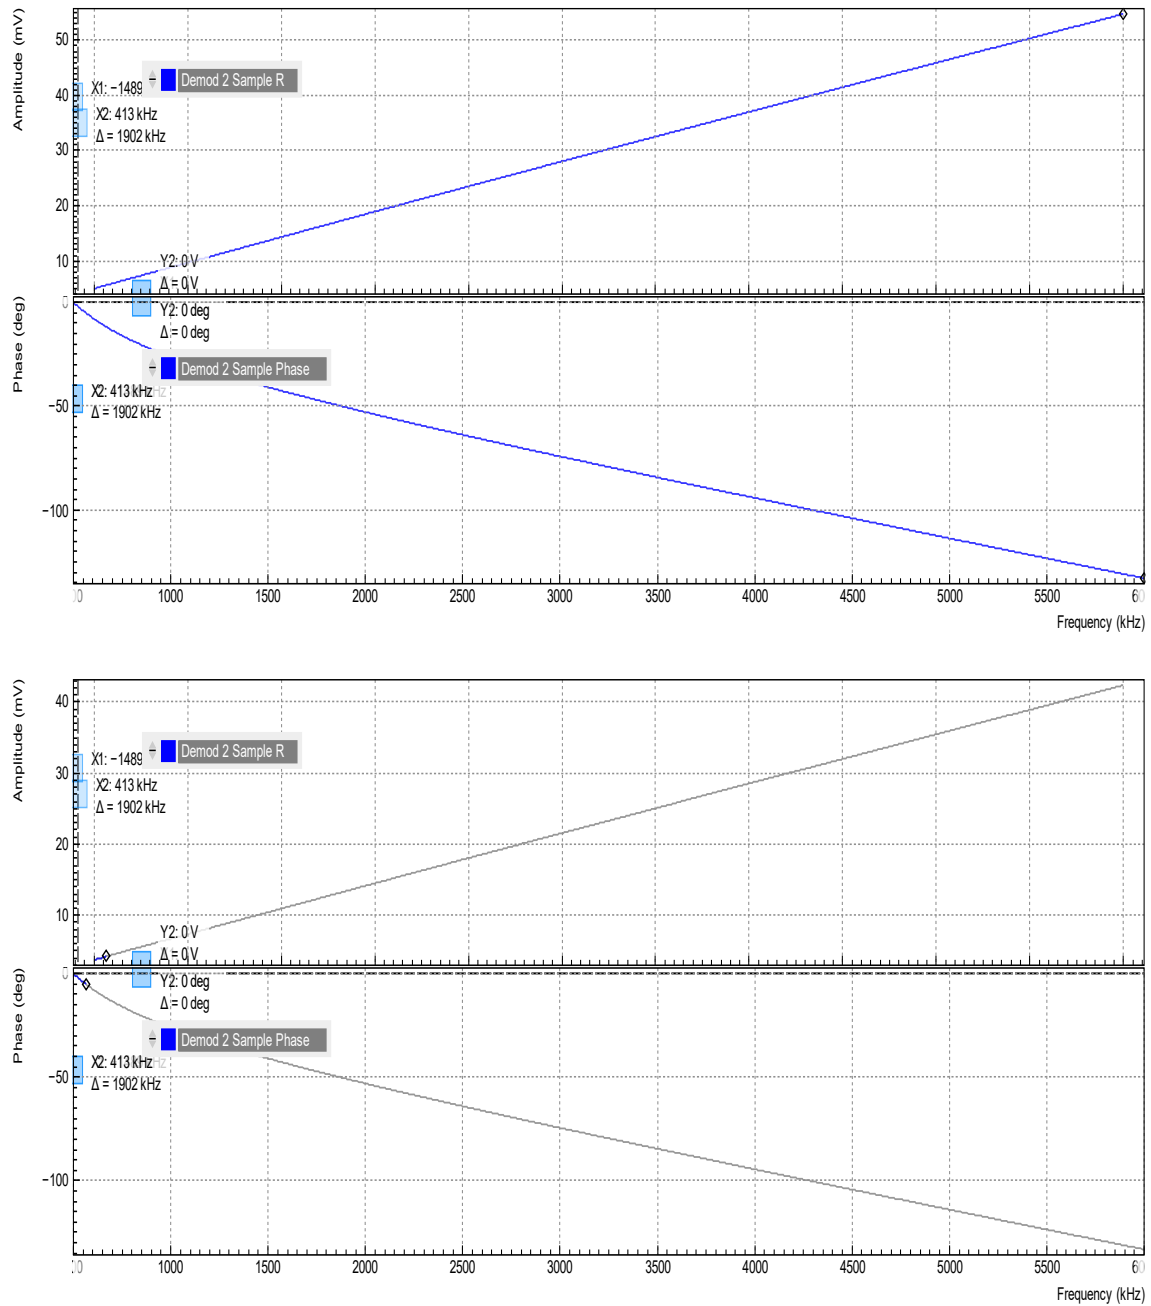 Amplitude (mV)
50
40
30
20
10
Demod 2 Sample R
X1: −1489
X2: 413 kHz
Δ = 1902 kHz
Y2: 0 V
Δ = 0 V
Phase (deg)
0
−50
−100
Y2: 0 deg
Δ = 0 deg
Demod 2 Sample Phase
X2: 413 kHz
Δ = 1902 kHz
1000 1500 2000 2500 3000 3500 4000 4500 5000 5500
Frequency (kHz)
Amplitude (mV)
40
30
20
10
Demod 2 Sample R
X1: −1489
X2: 413 kHz
Δ = 1902 kHz
Y2: 0 V
Δ = 0 V
Phase (deg)
0
−50
−100
Y2: 0 deg
Δ = 0 deg
Demod 2 Sample Phase
X2: 413 kHz
Δ = 1902 kHz
1000 1500 2000 2500 3000 3500 4000 4500 5000 5500
Frequency (kHz)